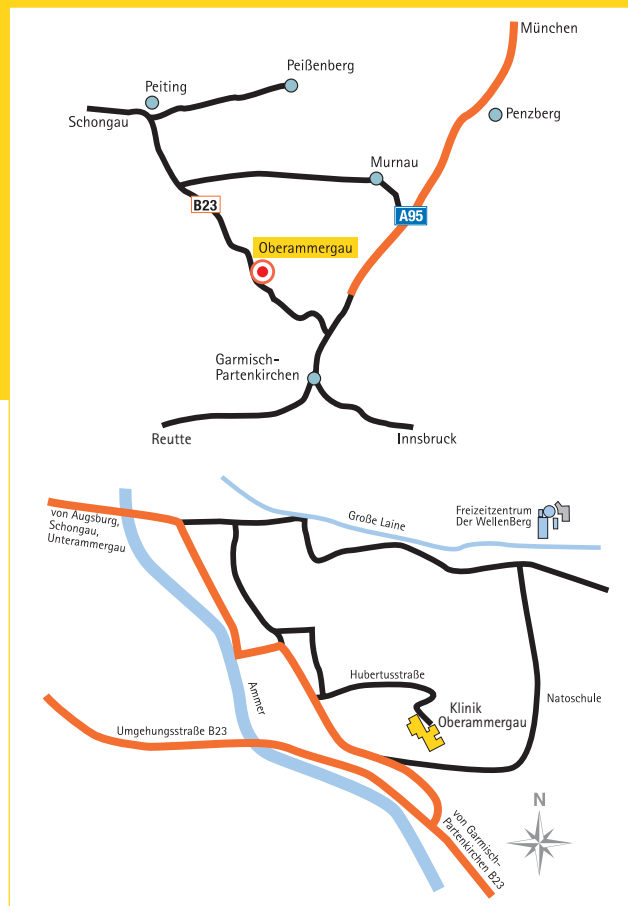 München
Peißenberg
Peiting
Penzberg
Schongau
Murnau
B23
A95
Oberammergau
Garmisch-
Partenkirchen
Reutte
Innsbruck
von Augsburg,
Schongau,
Unterammergau
Große Laine
Freizeitzentrum
Der WellenBerg
Hubertusstraße
Ammer
Klinik
Oberammergau
Natoschule
Umgehungsstraße B23
N
von Garmisch-
Partenkirchen B23